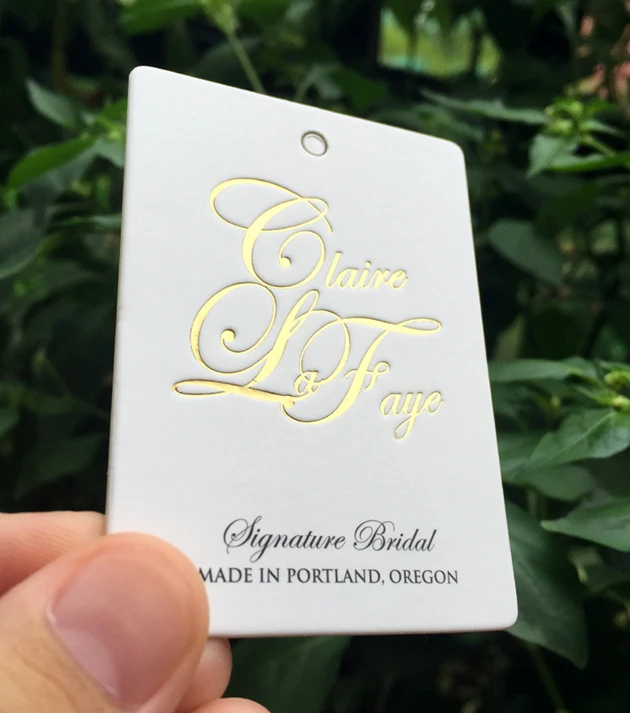 Claire
La Faye
Signature Bridal
MADE IN PORTLAND, OREGON